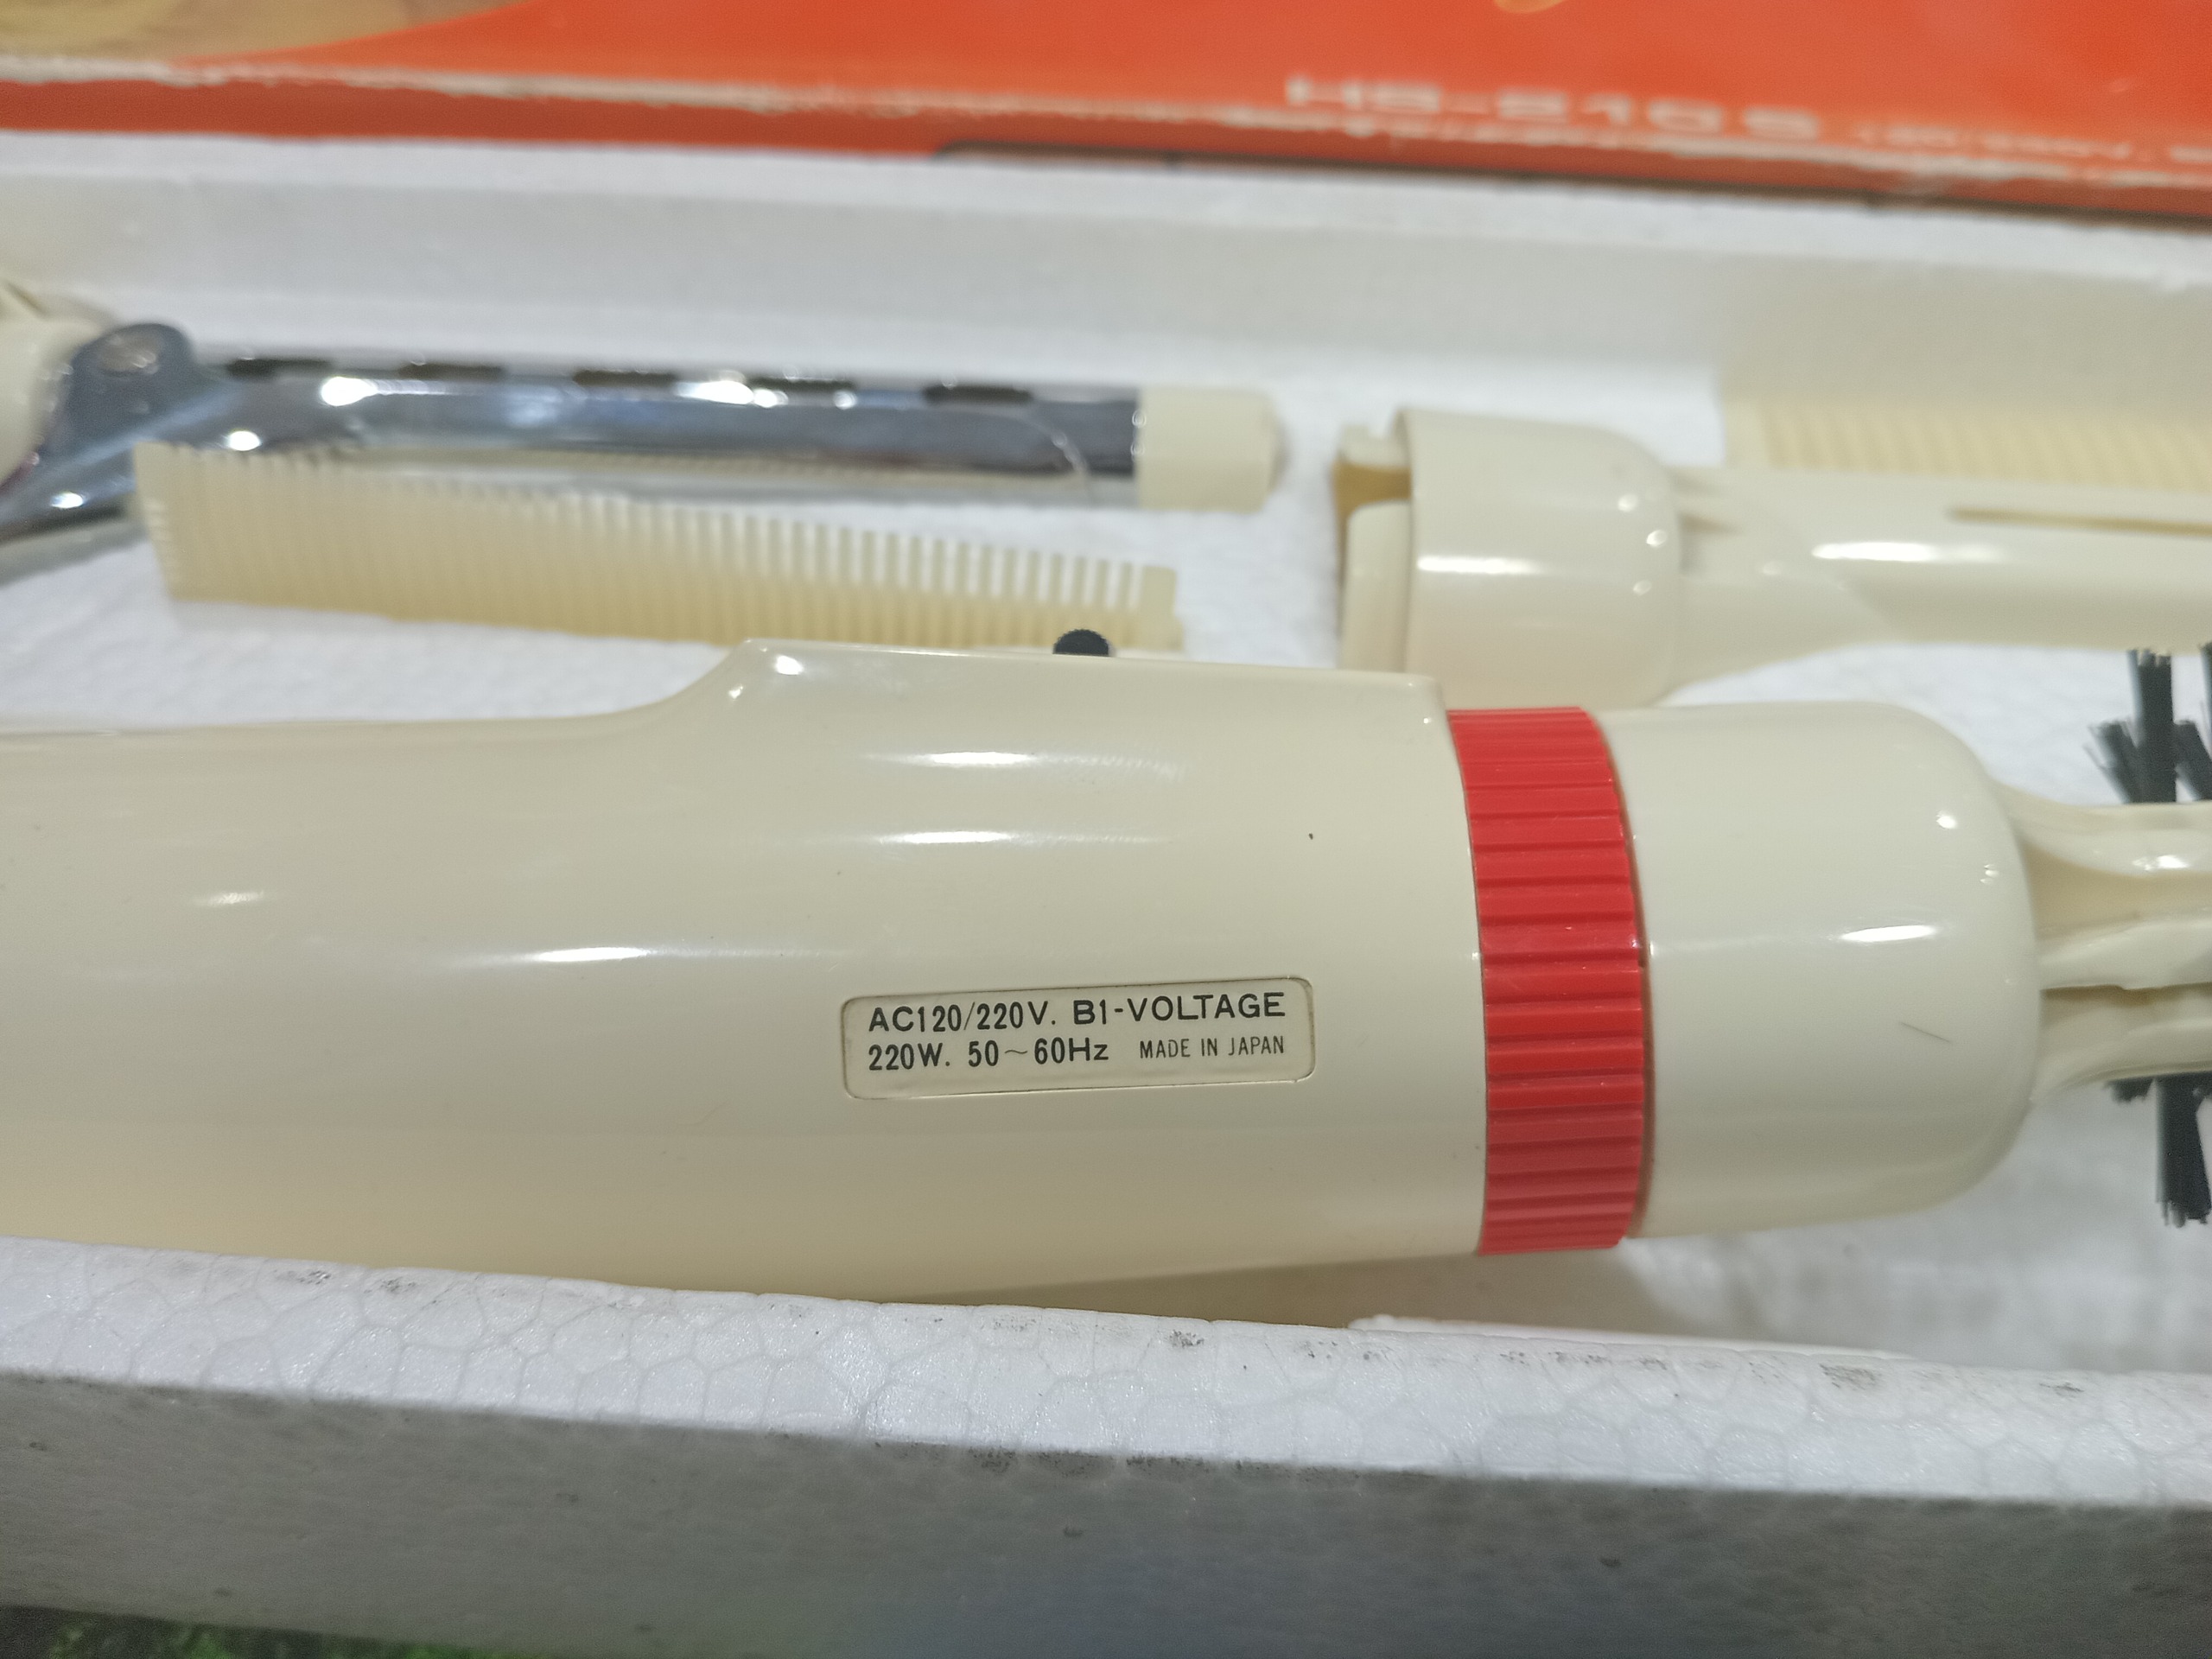 AC120/220V. B1-VOLTAGE
220W. 50~60Hz MADE IN JAPAN